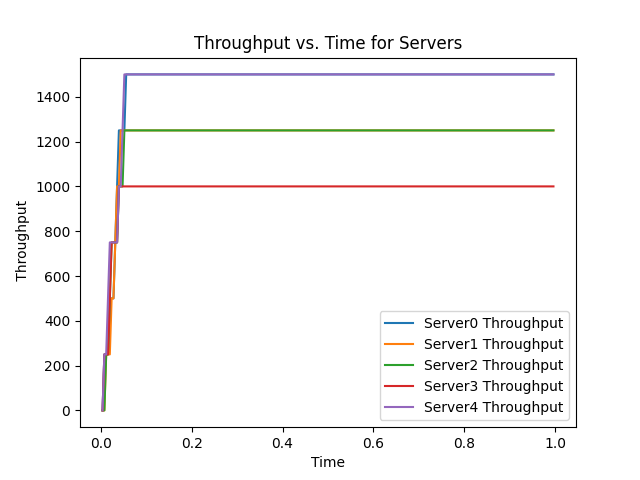 Throughput vs. Time for Servers
Throughput
1400
1200
1000
800
600
400
200
0
0.0 0.2 0.4 0.6 0.8 1.0
Time
Server0 Throughput
Server1 Throughput
Server2 Throughput
Server3 Throughput
Server4 Throughput